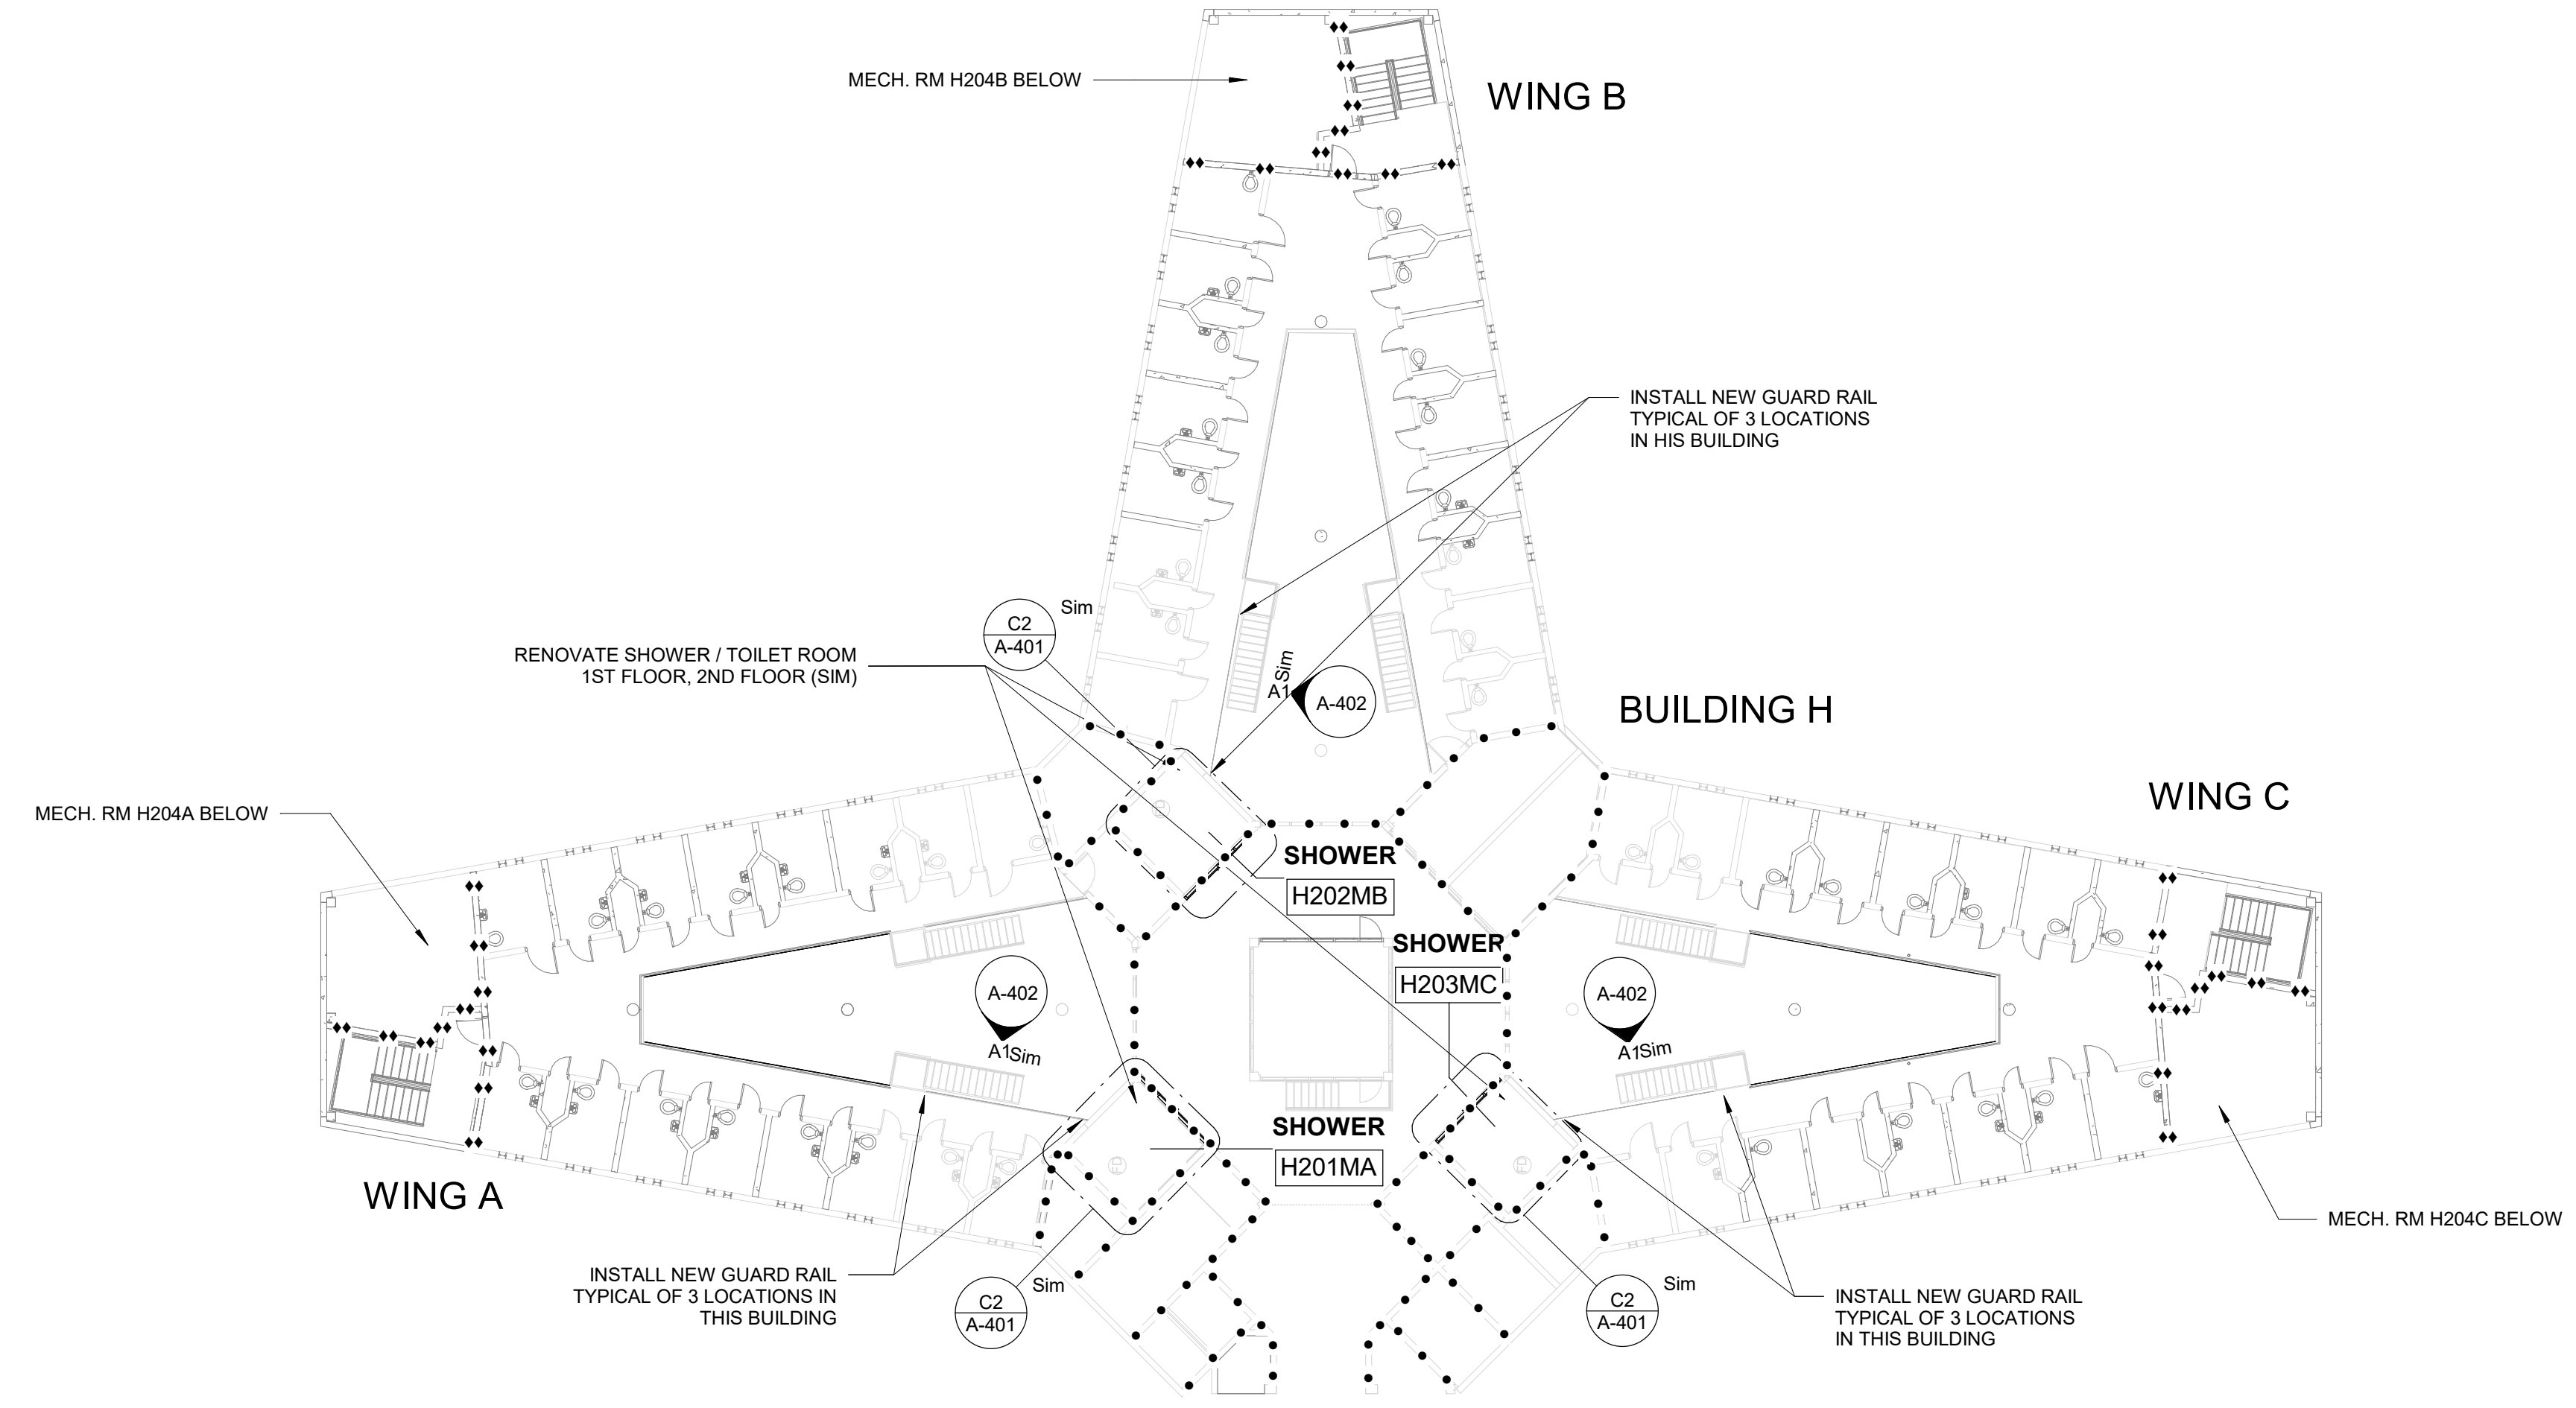 MECH. RM H204B BELOW
WING B
INSTALL NEW GUARD RAIL
TYPICAL OF 3 LOCATIONS
IN HIS BUILDING
C2
A-401
Sim
RENOVATE SHOWER / TOILET ROOM
1ST FLOOR, 2ND FLOOR (SIM)
A1
Sim
A-402
BUILDING H
MECH. RM H204A BELOW
WING C
SHOWER
H202MB
SHOWER
H203MC
A-402
A1
Sim
A-402
A1
Sim
SHOWER
H201MA
WING A
MECH. RM H204C BELOW
INSTALL NEW GUARD RAIL
TYPICAL OF 3 LOCATIONS IN
THIS BUILDING
C2
A-401
Sim
C2
A-401
Sim
INSTALL NEW GUARD RAIL
TYPICAL OF 3 LOCATIONS
IN THIS BUILDING